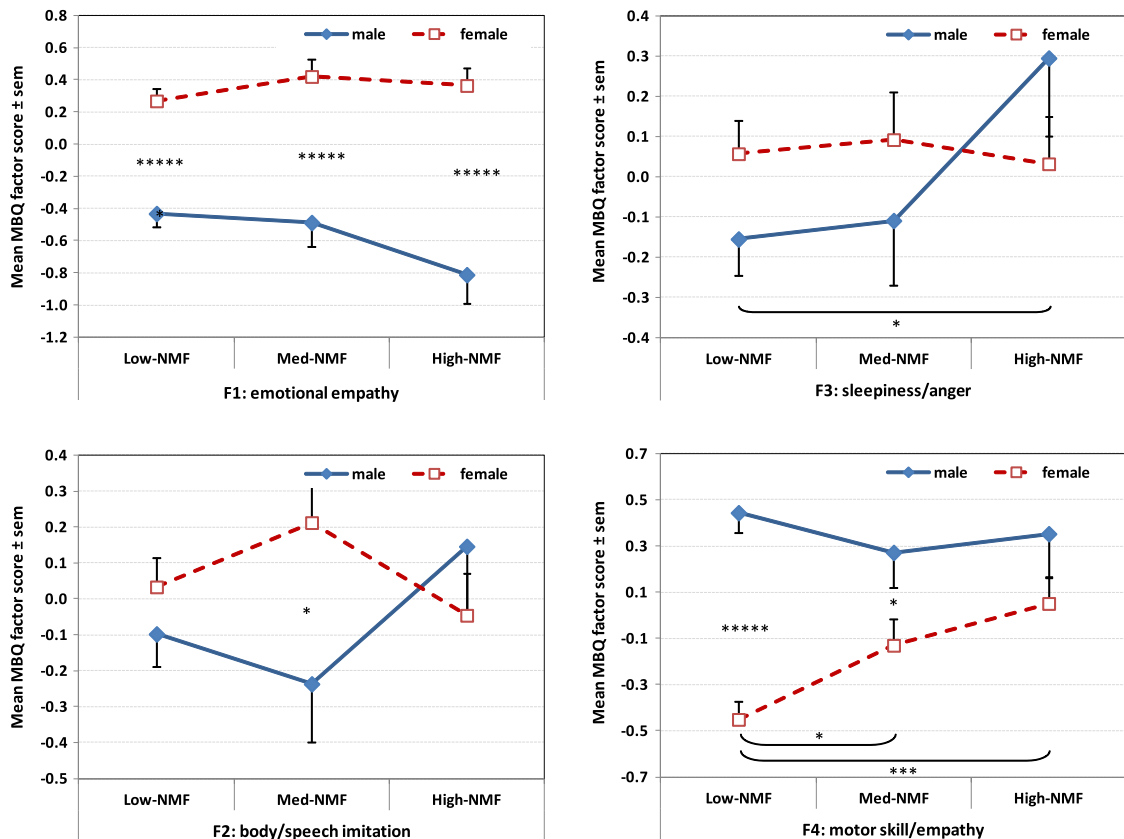 Mean MBQ factor score ± sem
male
female
0.8
0.6
0.4
0.2
0.0
-0.2
-0.4
-0.6
-0.8
-1.0
-1.2
*****
*****
*****
*
Low-NMF
Med-NMF
High-NMF
F1: emotional empathy
Mean MBQ factor score ± sem
male
female
0.4
0.3
0.2
0.1
0.0
-0.1
-0.2
-0.3
-0.4
*
Low-NMF
Med-NMF
High-NMF
F3: sleepiness/anger
Mean MBQ factor score ± sem
male
female
0.4
0.3
0.2
0.1
0.0
-0.1
-0.2
-0.3
-0.4
-0.5
*
Low-NMF
Med-NMF
High-NMF
F2: body/speech imitation
Mean MBQ factor score ± sem
male
female
0.7
0.5
0.3
0.1
-0.1
-0.3
-0.5
-0.7
*
*****
*
***
Low-NMF
Med-NMF
High-NMF
F4: motor skill/empathy